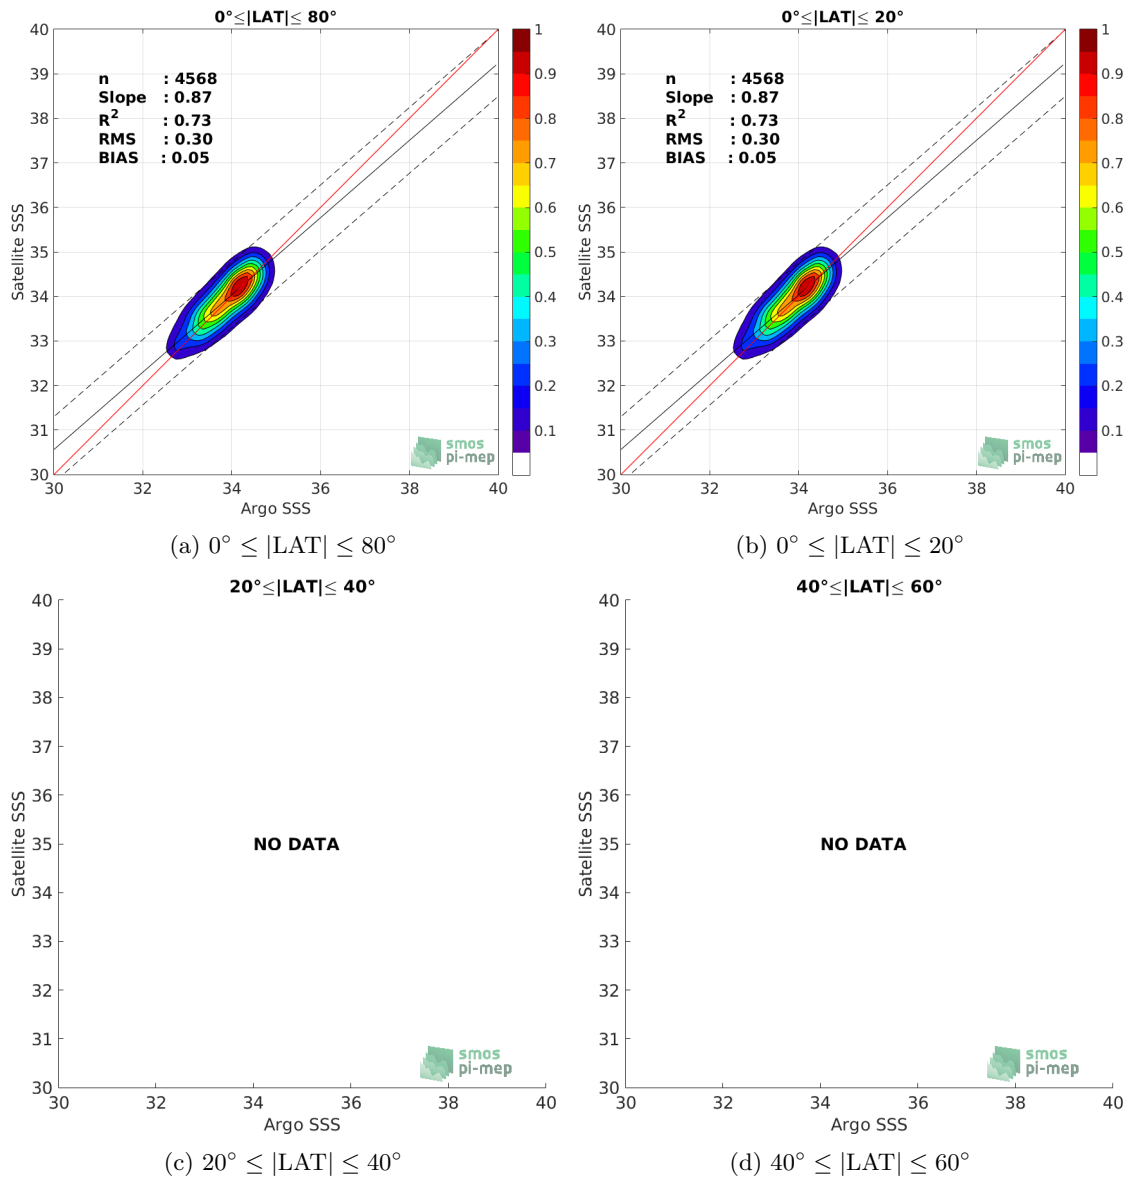 0°≤|LAT|≤ 80°
40
39
38
37
36
35
34
33
32
31
30
Satellite SSS
n : 4568
Slope : 0.87
R² : 0.73
RMS : 0.30
BIAS : 0.05
smos
pi-mep
30 32 34 36 38 40
Argo SSS
1
0.9
0.8
0.7
0.6
0.5
0.4
0.3
0.2
0.1
(a) 0° ≤ |LAT| ≤ 80°
0°≤|LAT|≤ 20°
40
39
38
37
36
35
34
33
32
31
30
Satellite SSS
n : 4568
Slope : 0.87
R² : 0.73
RMS : 0.30
BIAS : 0.05
smos
pi-mep
30 32 34 36 38 40
Argo SSS
1
0.9
0.8
0.7
0.6
0.5
0.4
0.3
0.2
0.1
(b) 0° ≤ |LAT| ≤ 20°
20°≤|LAT|≤ 40°
40
39
38
37
36
35
34
33
32
31
30
Satellite SSS
NO DATA
smos
pi-mep
30 32 34 36 38 40
Argo SSS
(c) 20° ≤ |LAT| ≤ 40°
40°≤|LAT|≤ 60°
40
39
38
37
36
35
34
33
32
31
30
Satellite SSS
NO DATA
smos
pi-mep
30 32 34 36 38 40
Argo SSS
(d) 40° ≤ |LAT| ≤ 60°